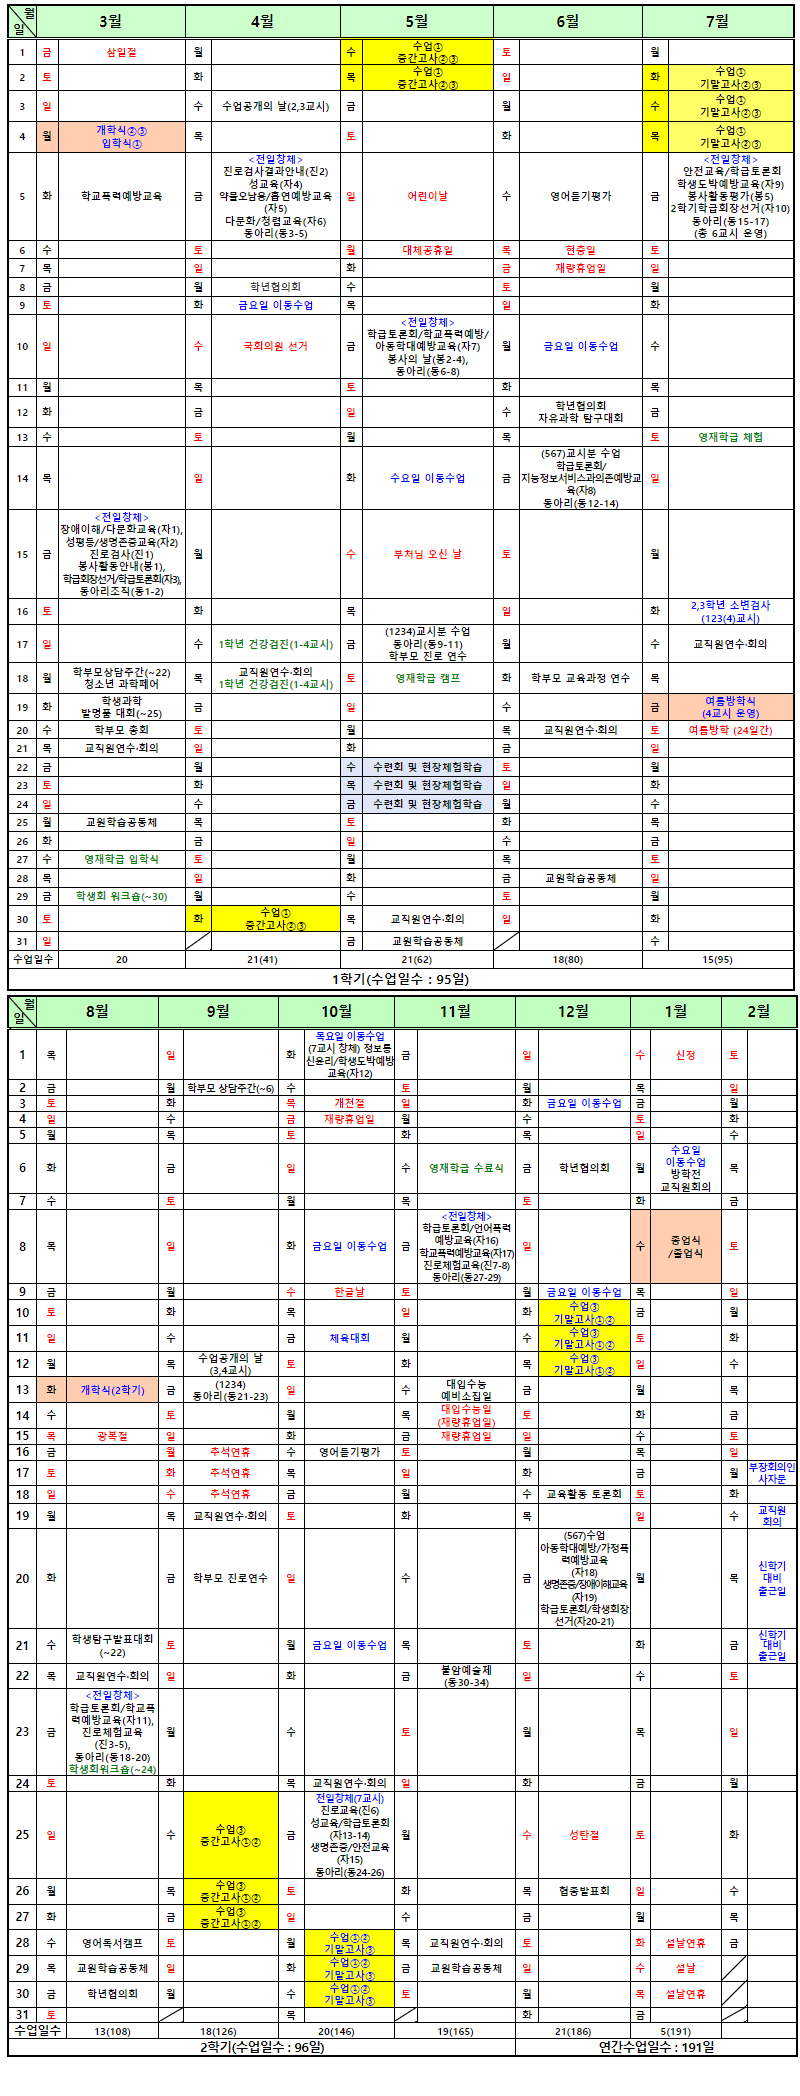 월
일
3월 4월 5월 6월 7월
1 금 삼일절 월 수 수업① 중간고사②③ 토 월
2 토 화 목 수업① 중간고사②③ 일 화 수업① 기말고사②③
3 일 수 수업공개의 날(2,3교시) 금 월 수 수업① 기말고사②③
4 월 개학식②③ 입학식① 목 토 화 목 수업① 기말고사②③
5 화 학교폭력예방교육 금 <전일창체> 진로검사결과안내(진2) 성교육(자4) 약물오남용/흡연예방교육(자5) 다문화/청렴교육(자6) 동아리(동3-5) 일 어린이날 수 영어듣기평가 금 <전일창체> 안전교육/학급토론회 학생도박예방교육(자9) 봉사활동평가(봉5) 2학기학급회장선거(자10) 동아리(동15-17) (총 6교시 운영)
6 수 토 월 대체공휴일 목 현충일 토
7 목 일 화 금 재량휴업일 일
8 금 월 학년협의회 수 토 월
9 토 화 금요일 이동수업 목 일 화
10 일 수 국회의원 선거 금 <전일창체> 학급토론회/학교폭력예방/아동학대예방교육(자7) 봉사의 날(봉2-4), 동아리(동6-8) 월 금요일 이동수업 수
11 월 목 토 화 목
12 화 금 일 수 학년협의회 자유과학 탐구대회 금
13 수 토 월 목 토 영재학급 체험
14 목 일 화 수요일 이동수업 금 (567)교시분 수업 학급토론회/ 지능정보서비스과의존예방교육(자8) 동아리(동12-14) 일
15 금 <전일창체> 장애이해/다문화교육(자1), 성평등/생명존중교육(자2) 진로검사(진1) 봉사활동안내(봉1), 학급회장선거/학급토론회(자3), 동아리조직(동1-2) 월 수 부처님 오신 날 토 월
16 토 화 목 일 화 2,3학년 소변검사 (123(4)교시)
17 일 수 1학년 건강검진(1-4교시) 금 (1234)교시분 수업 동아리(동9-11) 학부모 진로 연수 월 수 교직원연수·회의
18 월 학부모상담주간(~22) 청소년 과학페어 목 교직원연수·회의 1학년 건강검진(1-4교시) 토 영재학급 캠프 화 학부모 교육과정 연수 목
19 화 학생과학 발명품 대회(~25) 금 일 수 금 여름방학식 (4교시 운영)
20 수 학부모 총회 토 월 목 교직원연수·회의 토 여름방학 (24일간)
21 목 교직원연수·회의 일 화 금 일
22 금 월 수 수련회 및 현장체험학습 토 월
23 토 화 목 수련회 및 현장체험학습 일 화
24 일 수 금 수련회 및 현장체험학습 월 수
25 월 교원학습공동체 목 토 화 목
26 화 금 일 수 금
27 수 영재학급 입학식 토 월 목 토
28 목 일 화 금 교원학습공동체 일
29 금 학생회 워크숍(~30) 월 수 토 월
30 토 화 수업① 중간고사②③ 목 교직원연수·회의 일 화
31 일 금 교원학습공동체 수
수업일수 20 21(41) 21(62) 18(80) 15(95)
1학기(수업일수 : 95일)
월
일
8월 9월 10월 11월 12월 1월 2월
1 목 일 화 목요일 이동수업 (7교시 창체) 정보통신윤리/학생도박예방교육(자12) 금 일 수 신정 토
2 금 월 학부모 상담주간(~6) 수 토 월 목 일
3 토 화 목 개천절 일 화 금요일 이동수업 금 월
4 일 수 금 재량휴업일 월 수 토 화
5 월 목 토 화 목 일 수
6 화 금 일 수 영재학급 수료식 금 학년협의회 월 수요일 이동수업 방학전 교직원회의 목
7 수 토 월 목 토 화 금
8 목 일 화 금요일 이동수업 금 <전일창체> 학급토론회/언어폭력예방교육(자16) 학교폭력예방교육(자17) 진로체험교육(진7-8) 동아리(동27-29) 일 수 종업식 /졸업식 토
9 금 월 수 한글날 토 월 금요일 이동수업 목 일
10 토 화 목 일 화 수업③ 기말고사①② 금 월
11 일 수 금 체육대회 월 수 수업③ 기말고사①② 토 화
12 월 목 수업공개의 날 (3,4교시) 토 화 목 수업③ 기말고사①② 일 수
13 화 개학식(2학기) 금 (1234) 동아리(동21-23) 일 수 대입수능 예비소집일 금 월 목
14 수 토 월 목 대입수능일 (재량휴업일) 토 화 금
15 목 광복절 일 화 금 재량휴업일 일 수 토
16 금 월 추석연휴 수 영어듣기평가 토 월 목 일
17 토 화 추석연휴 목 일 화 금 월 부장회의인사자문
18 일 수 추석연휴 금 월 수 교육활동 토론회 토 화
19 월 목 교직원연수·회의 토 화 목 일 수 교직원 회의
20 화 금 학부모 진로연수 일 수 금 (567)수업 아동학대예방/가정폭력예방교육 (자18) 생명존중/장애이해교육 (자19) 학급토론회/학생회장선거(자20-21) 월 목 신학기 대비 출근일
21 수 학생탐구발표대회 (~22) 토 월 금요일 이동수업 목 토 화 금 신학기 대비 출근일
22 목 교직원연수·회의 일 화 금 불암예술제 (동30-34) 일 수 토
23 금 <전일창체> 학급토론회/학교폭력예방교육(자11), 진로체험교육 (진3-5), 동아리(동18-20) 학생회워크숍(~24) 월 수 토 월 목 일
24 토 화 목 교직원연수·회의 일 화 금 월
25 일 수 수업③ 중간고사①② 금 전일창체(7교시) 진로교육(진6) 성교육/학급토론회 (자13-14) 생명존중/안전교육 (자15) 동아리(동24-26) 월 수 성탄절 토 화
26 월 목 수업③ 중간고사①② 토 화 목 협중발표회 일 수
27 화 금 수업③ 중간고사①② 일 수 금 월 목
28 수 영어독서캠프 토 월 수업①② 기말고사③ 목 교직원연수·회의 토 화 설날연휴 금
29 목 교원학습공동체 일 화 수업①② 기말고사③ 금 교원학습공동체 일 수 설날
30 금 학년협의회 월 수 수업①② 기말고사③ 토 월 목 설날연휴
31 토 목 화 금
수업일수 13(108) 18(126) 20(146) 19(165) 21(186) 5(191)
2학기(수업일수 : 96일) 연간수업일수 : 191일